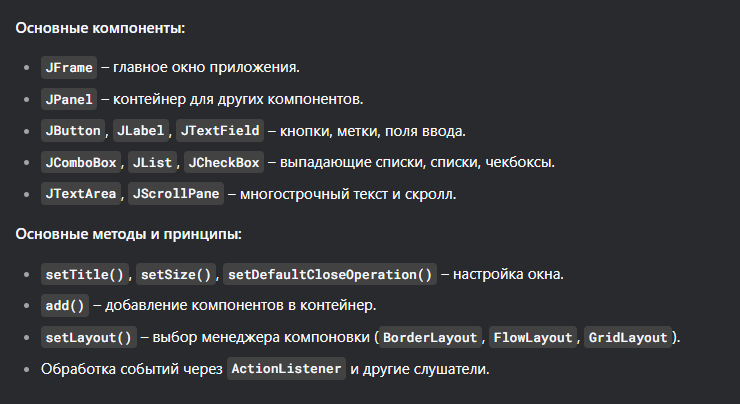 Основные компоненты:
• JFrame – главное окно приложения.
• JPanel – контейнер для других компонентов.
• JButton, JLabel, JTextField – кнопки, метки, поля ввода.
• JComboBox, JList, JCheckBox – выпадающие списки, списки, чекбоксы.
• JTextArea, JScrollPane – многострочный текст и скролл.
Основные методы и принципы:
• setTitle(), setSize(), setDefaultCloseOperation() – настройка окна.
• add() – добавление компонентов в контейнер.
• setLayout() – выбор менеджера компоновки (BorderLayout, FlowLayout, GridLayout).
• Обработка событий через ActionListener и другие слушатели.